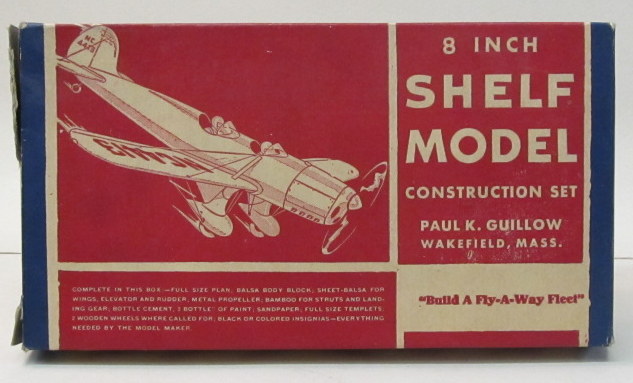 8 INCH
SHELF
MODEL
CONSTRUCTION SET
PAUL K. GUILLOW
WAKEFIELD, MASS.
COMPLETE IN THIS BOX—FULL SIZE PLAN, BALSA BODY BLOCK; SHEET-BALSA FOR
WINGS, ELEVATOR AND RUDDER, METAL PROPELLER; BAMBOO FOR STRUTS AND LAND-
ING GEAR; BOTTLE CEMENT, 2 BOTTLES OF PAINT; SANDPAPER; FULL SIZE TEMPLETS;
2 WOODEN WHEELS WHERE CALLED FOR; BLACK OR COLORED INSIGNIAS—EVERYTHING
NEEDED BY THE MODEL MAKER.
"Build A Fly-A-Way Fleet"